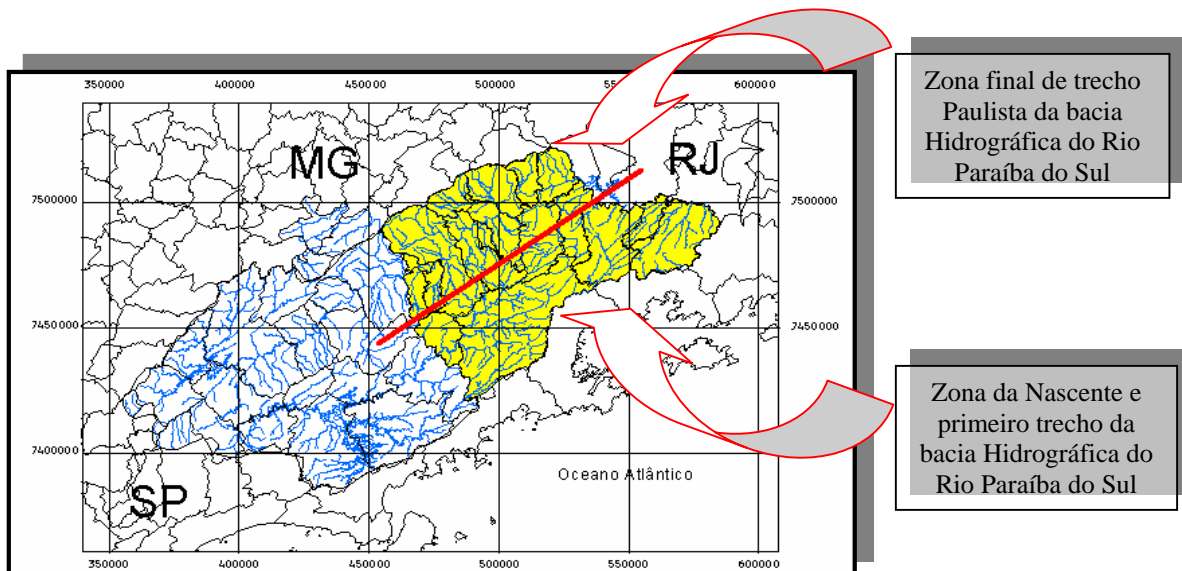 350000 400000 450000 500000 550000 600000
MG
RJ
7500000 7500000
7450000 7450000
7400000
Oceano Atlântico
SP
350000 400000 450000 500000 550000 600000
Zona final de trecho
Paulista da bacia
Hidrográfica do Rio
Paraíba do Sul
Zona da Nascente e
primeiro trecho da
bacia Hidrográfica do
Rio Paraíba do Sul